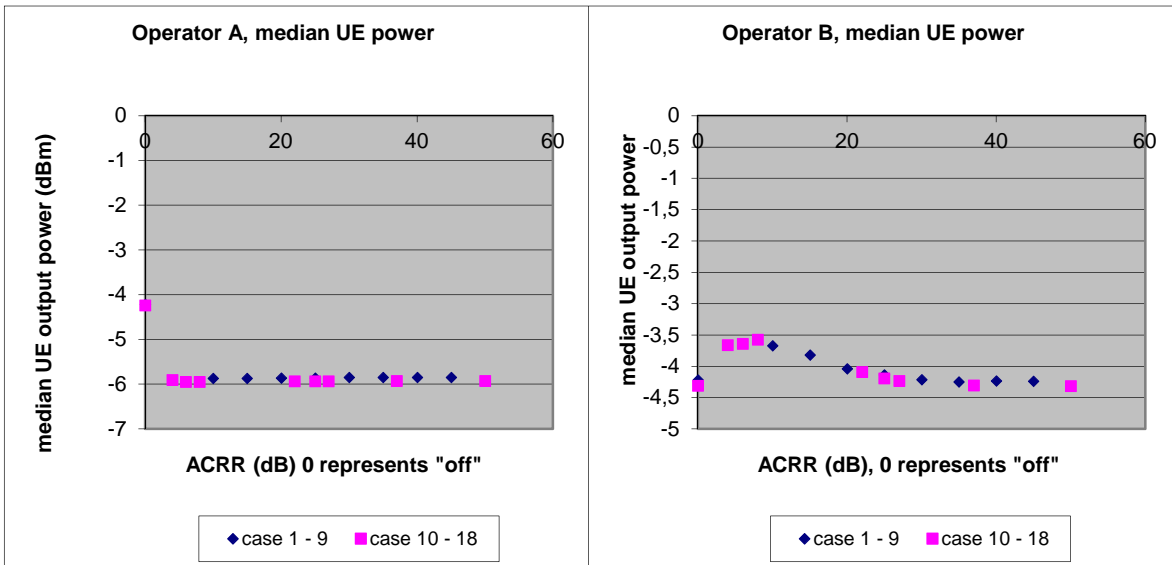 Operator A, median UE power
median UE output power (dBm)
0
-1
-2
-3
-4
-5
-6
-7
0
20
40
60
ACRR (dB) 0 represents "off"
case 1 - 9
case 10 - 18
Operator B, median UE power
median UE output power
0
-0,5
-1
-1,5
-2
-2,5
-3
-3,5
-4
-4,5
-5
0
20
40
60
ACRR (dB), 0 represents "off"
case 1 - 9
case 10 - 18